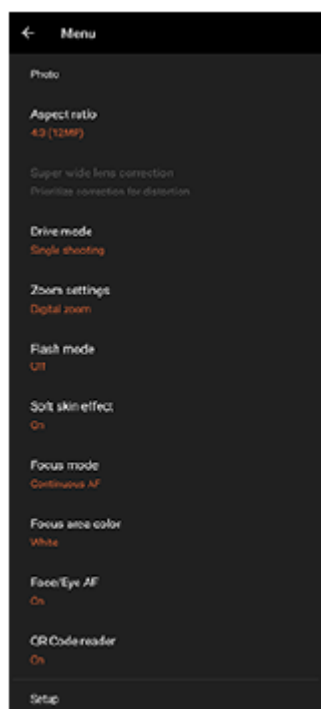 Menu
Photo
Aspect ratio
4:3 (12MP)
Super wide lens correction
Prioritize correction for distortion
Drive mode
Single shooting
Zoom settings
Digital zoom
Flash mode
Off
Soft skin effect
On
Focus mode
Continuous AF
Focus area color
White
Face/Eye AF
On
QR Code reader
On
Setup